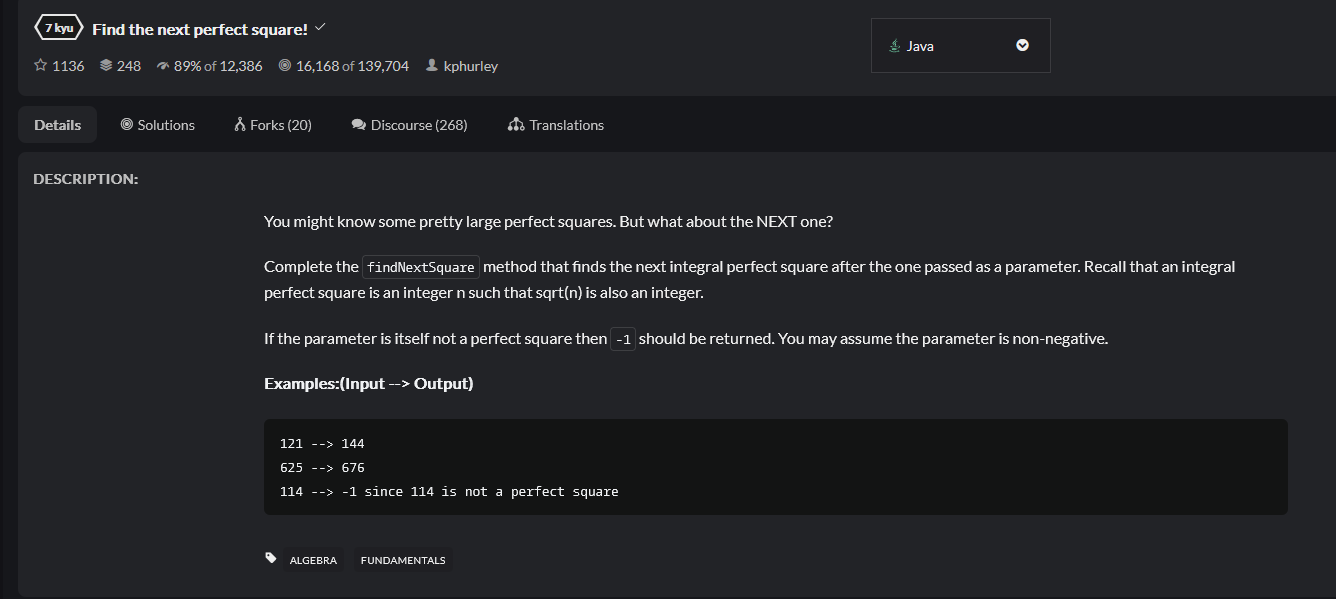 7 kyu Find the next perfect square!
1136 248 89% of 12,386 16,168 of 139,704 kphurley
Java
Details Solutions Forks (20) Discourse (268) Translations
DESCRIPTION:
You might know some pretty large perfect squares. But what about the NEXT one?
Complete the findNextSquare method that finds the next integral perfect square after the one passed as a parameter. Recall that an integral
perfect square is an integer n such that sqrt(n) is also an integer.
If the parameter is itself not a perfect square then -1 should be returned. You may assume the parameter is non-negative.
Examples:(Input --> Output)
121 --> 144
625 --> 676
114 --> -1 since 114 is not a perfect square
ALGEBRA FUNDAMENTALS